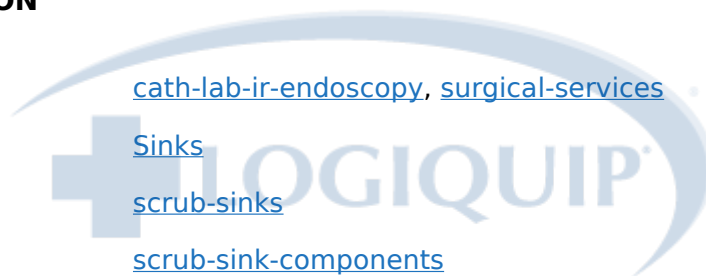 ON
cath-lab-ir-endoscopy, surgical-services
Sinks
scrub-sinks
scrub-sink-components
LOGIQUIP